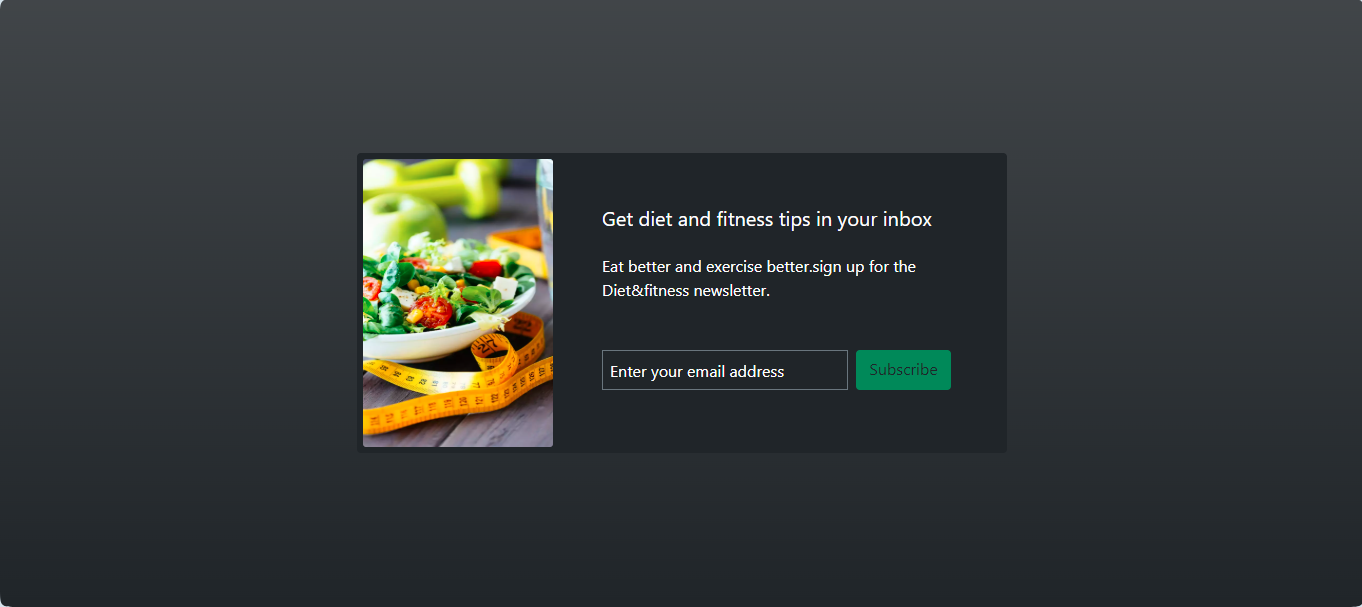 Get diet and fitness tips in your inbox
Eat better and exercise better.sign up for the
Diet&fitness newsletter.
Enter your email address
Subscribe